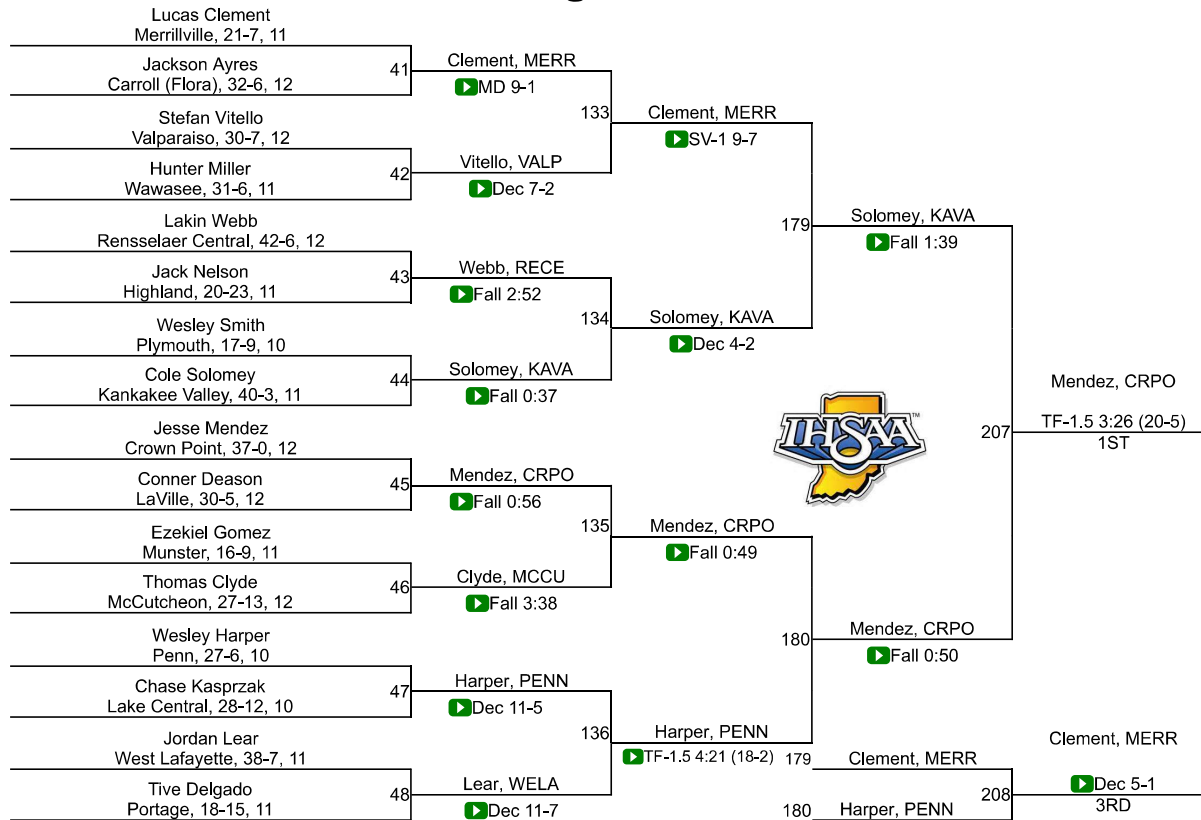 Lucas Clement
Merrillville, 21-7, 11
Jackson Ayres
Carroll (Flora), 32-6, 12
Stefan Vitello
Valparaiso, 30-7, 12
Hunter Miller
Wawasee, 31-6, 11
Lakin Webb
Rensselaer Central, 42-6, 12
Jack Nelson
Highland, 20-23, 11
Wesley Smith
Plymouth, 17-9, 10
Cole Solomey
Kankakee Valley, 40-3, 11
Jesse Mendez
Crown Point, 37-0, 12
Conner Deason
LaVille, 30-5, 12
Ezekiel Gomez
Munster, 16-9, 11
Thomas Clyde
McCutcheon, 27-13, 12
Wesley Harper
Penn, 27-6, 10
Chase Kasprzak
Lake Central, 28-12, 10
Jordan Lear
West Lafayette, 38-7, 11
Tive Delgado
Portage, 18-15, 11
41
Clement, MERR
MD 9-1
42
Vitello, VALP
Dec 7-2
43
Webb, RECE
Fall 2:52
44
Solomey, KAVA
Fall 0:37
45
Mendez, CRPO
Fall 0:56
46
Clyde, MCCU
Fall 3:38
47
Harper, PENN
Dec 11-5
48
Lear, WELA
Dec 11-7
133
Clement, MERR
SV-1 9-7
134
Solomey, KAVA
Dec 4-2
135
Mendez, CRPO
Fall 0:49
136
Harper, PENN
TF-1.5 4:21 (18-2)
179
Solomey, KAVA
Fall 1:39
180
Mendez, CRPO
Fall 0:50
IHSAA
TM
207
Mendez, CRPO
TF-1.5 3:26 (20-5)
1ST
179
Clement, MERR
180
Harper, PENN
208
Clement, MERR
Dec 5-1
3RD